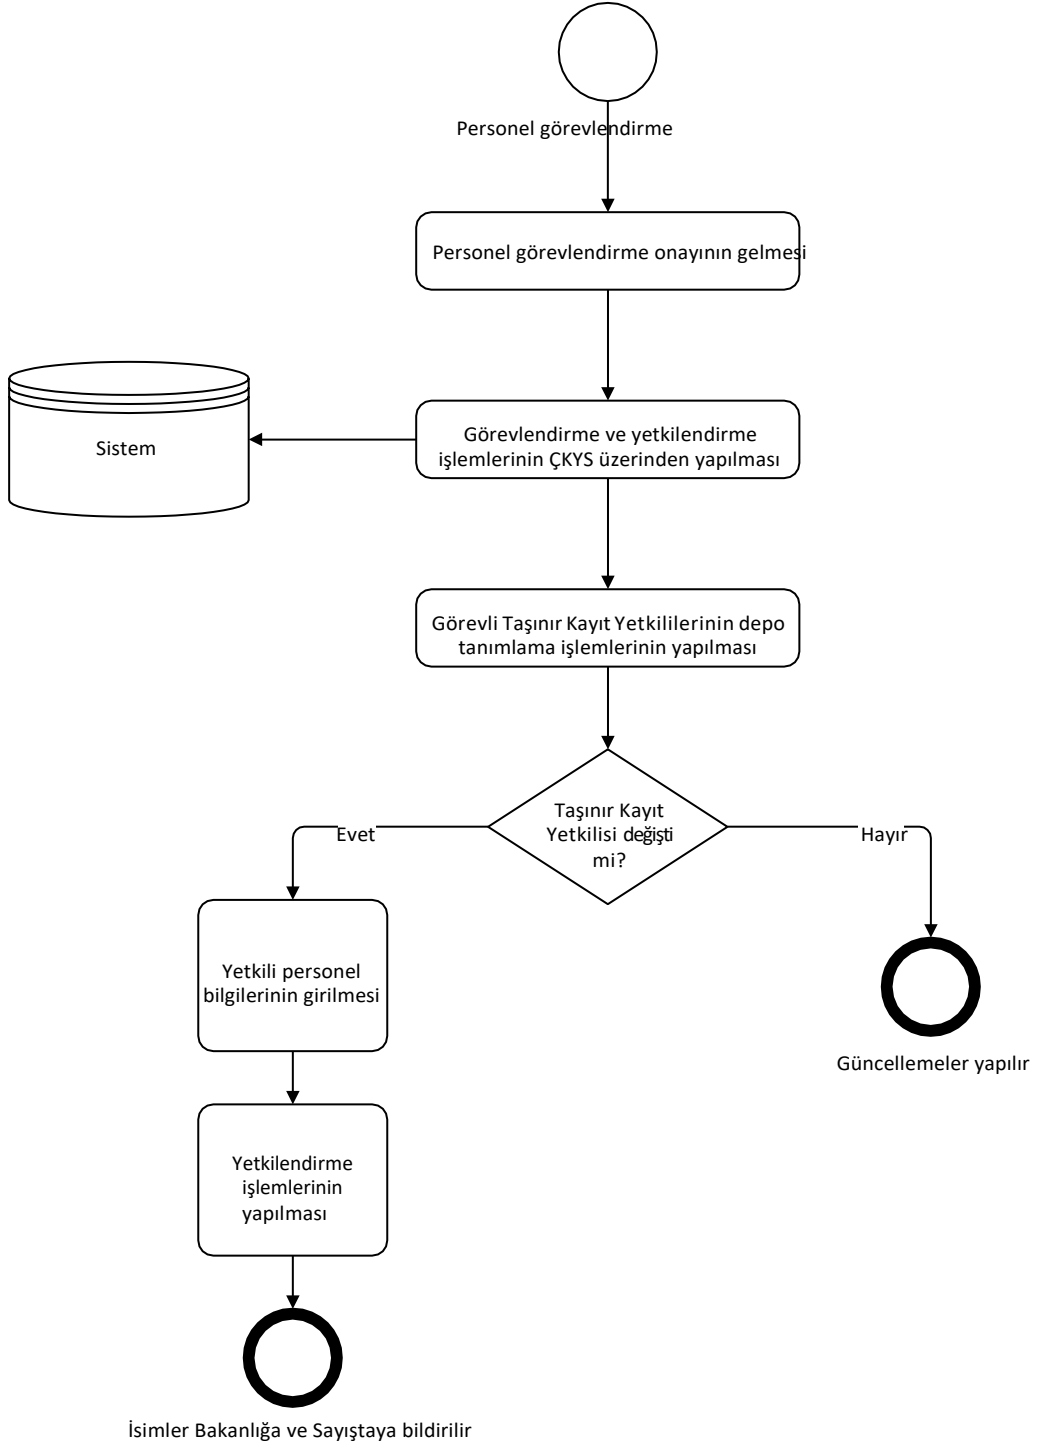 Personel görevlendirme
Personel görevlendirme onayının gelmesi
Sistem
Görevlendirme ve yetkilendirme
işlemlerinin ÇKYS üzerinden yapılması
Görevli Taşınır Kayıt Yetkililerinin depo
tanımlama işlemlerinin yapılması
Taşınır Kayıt
Yetkilisi değişti
mi?
Evet
Hayır
Yetkili personel
bilgilerinin girilmesi
Güncellemeler yapılır
Yetkilendirme
işlemlerinin
yapılması
İsimler Bakanlığa ve Sayıştaya bildirilir